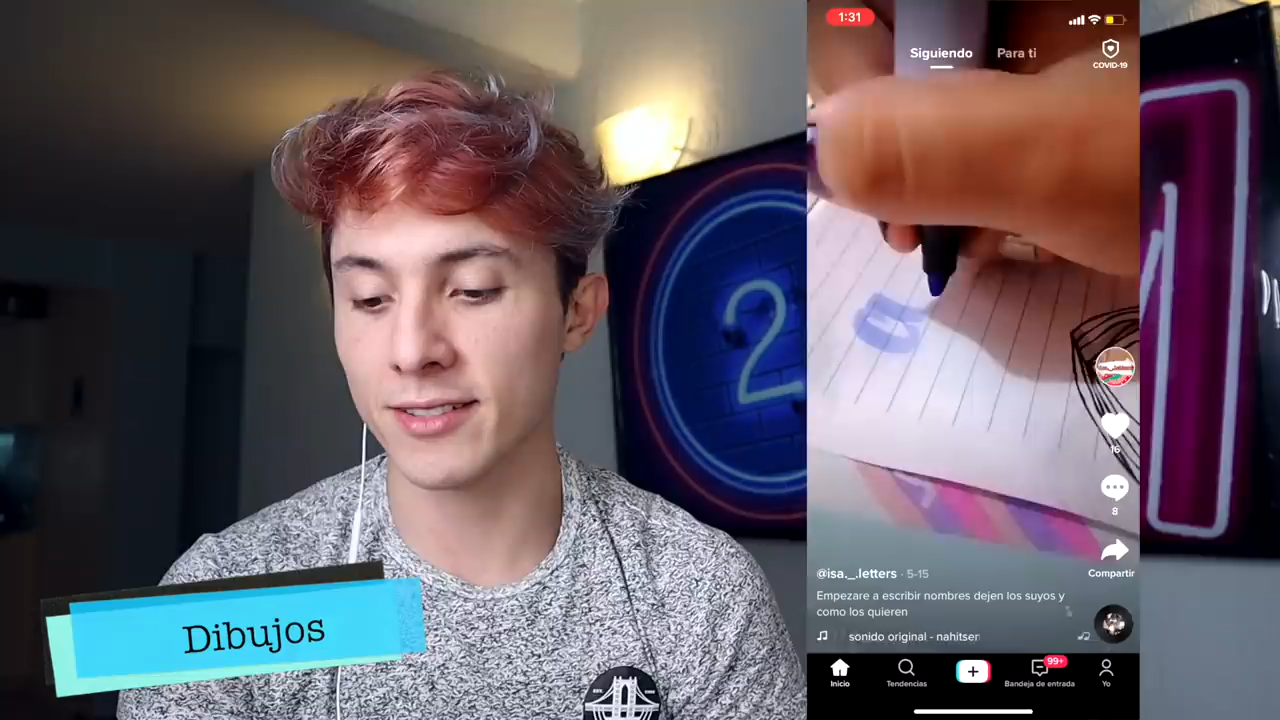 1:31
Siguiendo
Para ti
COVID-19
2
16
8
@isa._.letters · 5-15
Compartir
Empezare a escribir nombres dejen los suyos y
como los quieren
sonido original - nahitser
99+
Inicio
Tendencias
Bandeja de entrada
Yo
Dibujos